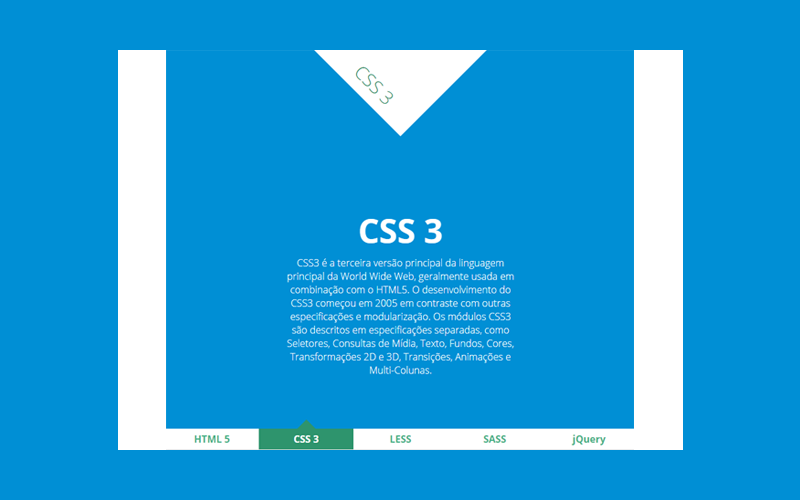 CSS 3
CSS 3
CSS3 é a terceira versão principal da linguagem
principal da World Wide Web, geralmente usada em
combinação com o HTML5. O desenvolvimento do
CSS3 começou em 2005 em contraste com outras
especificações e modularização. Os módulos CSS3
são descritos em especificações separadas, como
Seletores, Consultas de Mídia, Texto, Fundos, Cores,
Transformações 2D e 3D, Transições, Animações e
Multi-Colunas.
HTML 5 CSS 3 LESS SASS jQuery